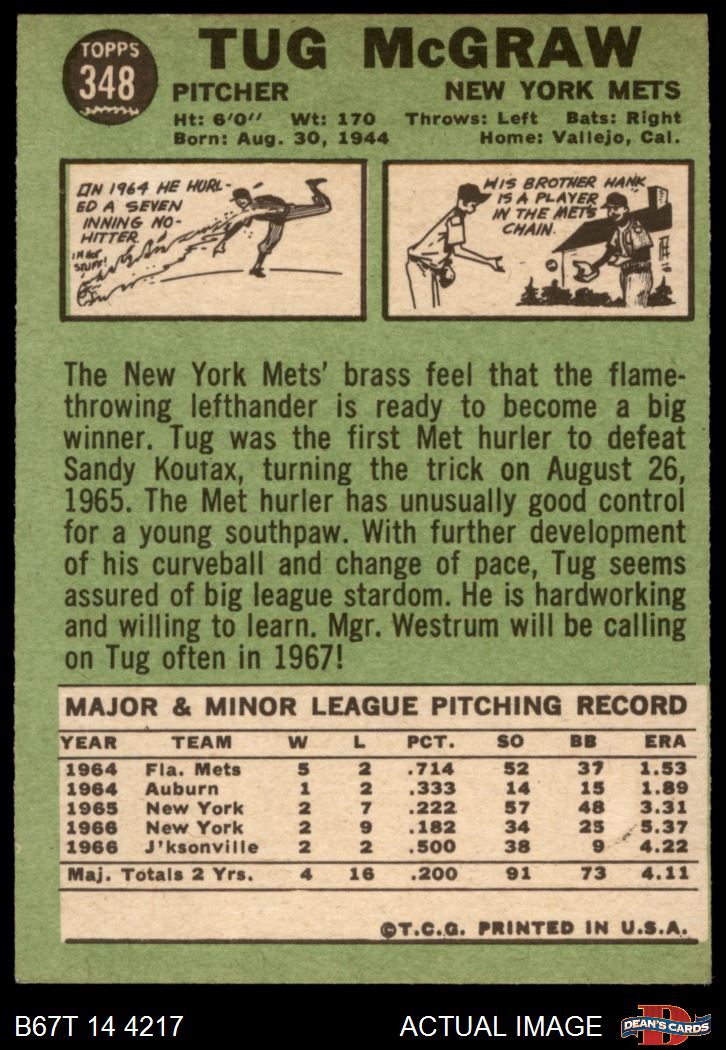 TOPPS
348
TUG McGRAW
PITCHER NEW YORK METS
Ht: 6'0" Wt: 170 Throws: Left Bats: Right
Born: Aug. 30, 1944 Home: Vallejo, Cal.
IN 1964 HE HURL-
ED A SEVEN
INNING NO-
HITTER
I'M HOT
STUFF!
HIS BROTHER HANK
IS A PLAYER
IN THE METS
CHAIN.
The New York Mets' brass feel that the flame-
throwing lefthander is ready to become a big
winner. Tug was the first Met hurler to defeat
Sandy Koufax, turning the trick on August 26,
1965. The Met hurler has unusually good control
for a young southpaw. With further development
of his curveball and change of pace, Tug seems
assured of big league stardom. He is hardworking
and willing to learn. Mgr. Westrum will be calling
on Tug often in 1967!
MAJOR & MINOR LEAGUE PITCHING RECORD
YEAR TEAM W L PCT. SO BB ERA
1964 Fla. Mets 5 2 .714 52 37 1.53
1964 Auburn 1 2 .333 14 15 1.89
1965 New York 2 7 .222 57 48 3.31
1966 New York 2 9 .182 34 25 5.37
1966 J'ksonville 2 2 .500 38 9 4.22
Maj. Totals 2 Yrs. 4 16 .200 91 73 4.11
©T.C.G. PRINTED IN U.S.A.
B67T 14 4217 ACTUAL IMAGE
D
DEAN'S CARDS